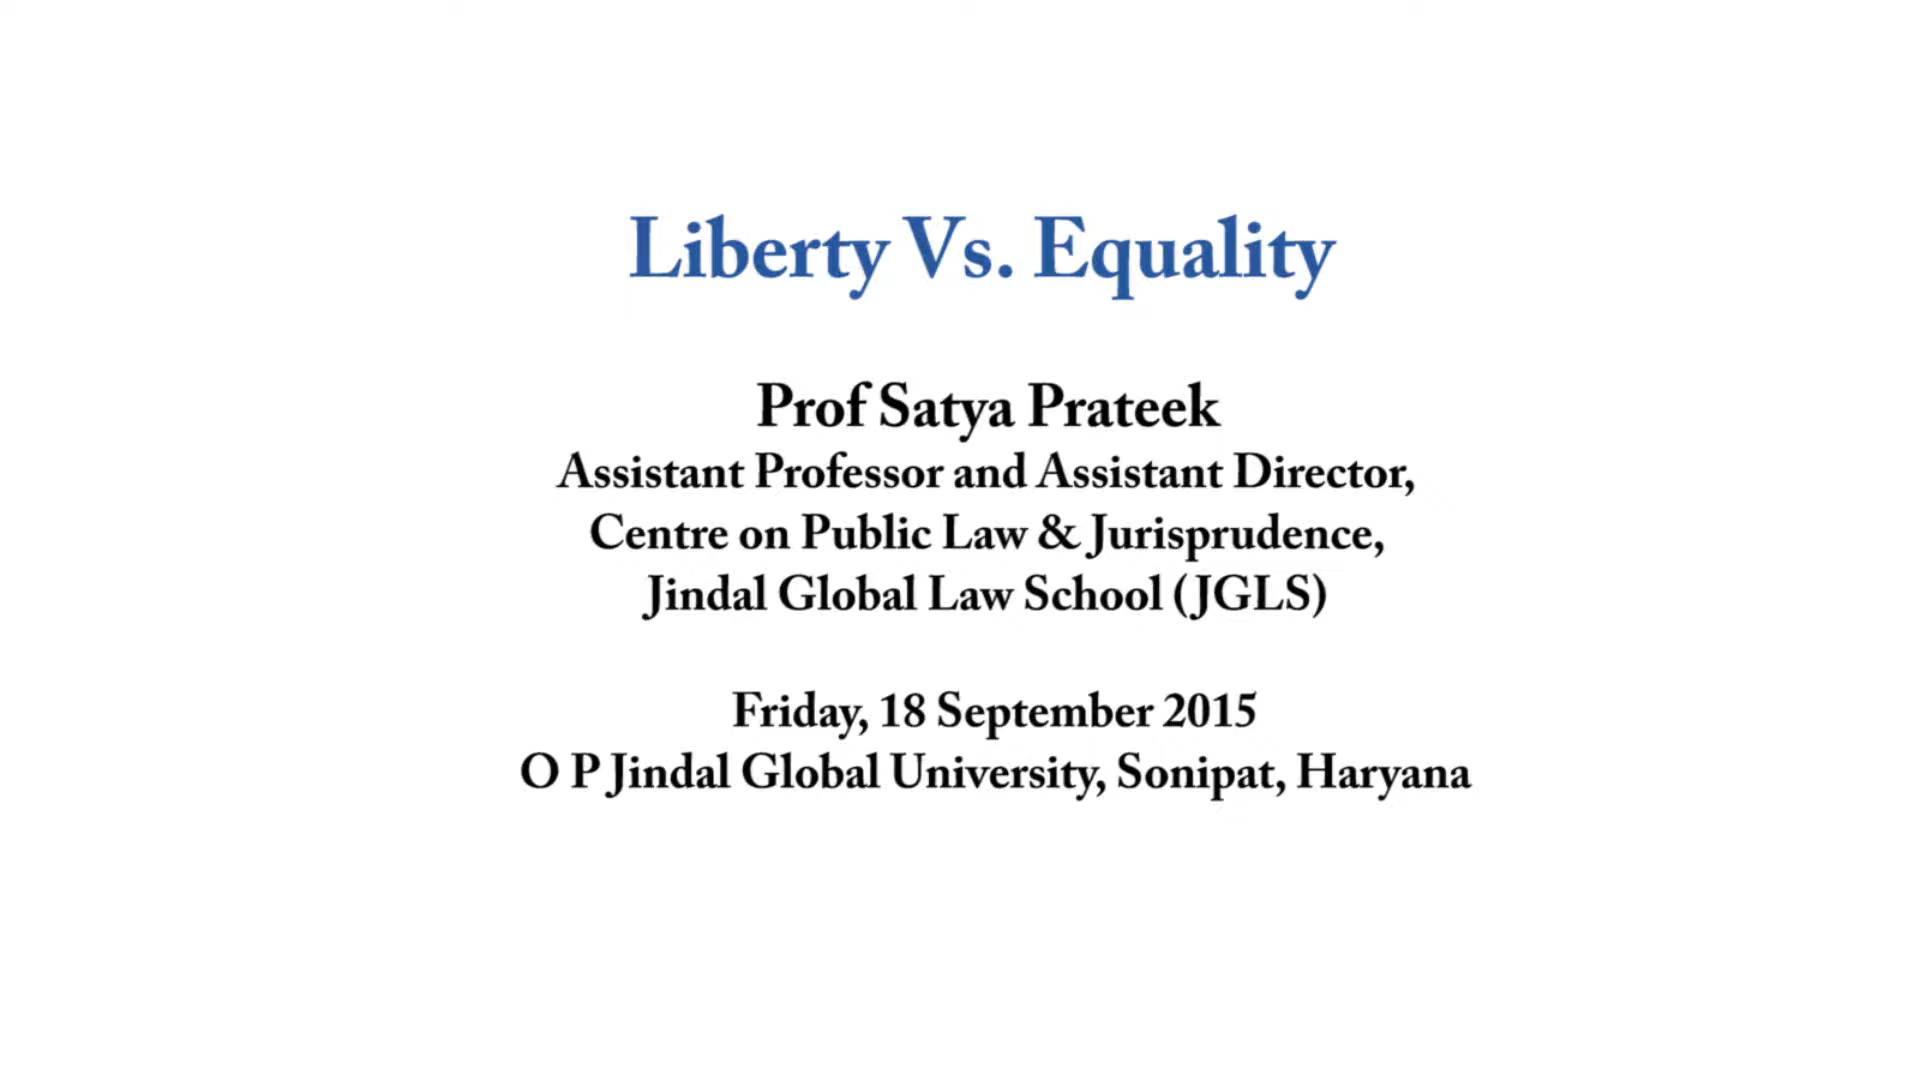 Liberty Vs. Equality
Prof Satya Prateek
Assistant Professor and Assistant Director,
Centre on Public Law & Jurisprudence,
Jindal Global Law School (JGLS)
Friday, 18 September 2015
O P Jindal Global University, Sonipat, Haryana